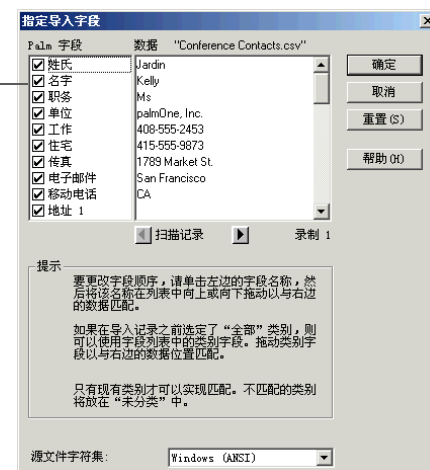 指定导入字段
Palm 字段 数据 "Conference Contacts.csv"
姓氏 Jardin
名字 Kelly
职务 Ms
单位 palmOne, Inc.
工作 408-555-2453
住宅 415-555-9873
传真 1789 Market St.
电子邮件 San Francisco
移动电话 CA
地址 1
确定
取消
重置(S)
帮助(H)
扫描记录 录制 1
提示
要更改字段顺序，请单击左边的字段名称，然
后将该名称在列表中向上或向下拖动以与右边
的数据匹配。
如果在导入记录之前选定了“全部”类别，则
可以使用字段列表中的类别字段。拖动类别字
段以与右边的数据位置匹配。
只有现有类别才可以实现匹配。不匹配的类别
将放在“未分类”中。
源文件字符集: Windows (ANSI)